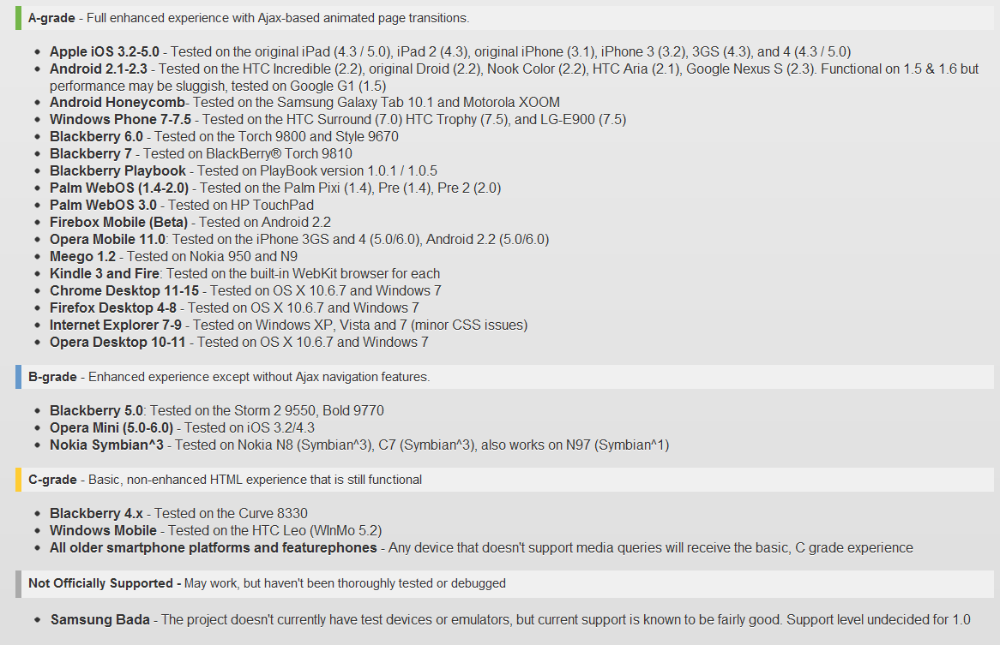 A-grade - Full enhanced experience with Ajax-based animated page transitions.
• Apple iOS 3.2-5.0 - Tested on the original iPad (4.3 / 5.0), iPad 2 (4.3), original iPhone (3.1), iPhone 3 (3.2), 3GS (4.3), and 4 (4.3 / 5.0)
• Android 2.1-2.3 - Tested on the HTC Incredible (2.2), original Droid (2.2), Nook Color (2.2), HTC Aria (2.1), Google Nexus S (2.3). Functional on 1.5 & 1.6 but
performance may be sluggish, tested on Google G1 (1.5)
• Android Honeycomb- Tested on the Samsung Galaxy Tab 10.1 and Motorola XOOM
• Windows Phone 7-7.5 - Tested on the HTC Surround (7.0) HTC Trophy (7.5), and LG-E900 (7.5)
• Blackberry 6.0 - Tested on the Torch 9800 and Style 9670
• Blackberry 7 - Tested on BlackBerry® Torch 9810
• Blackberry Playbook - Tested on PlayBook version 1.0.1 / 1.0.5
• Palm WebOS (1.4-2.0) - Tested on the Palm Pixi (1.4), Pre (1.4), Pre 2 (2.0)
• Palm WebOS 3.0 - Tested on HP TouchPad
• Firebox Mobile (Beta) - Tested on Android 2.2
• Opera Mobile 11.0: Tested on the iPhone 3GS and 4 (5.0/6.0), Android 2.2 (5.0/6.0)
• Meego 1.2 - Tested on Nokia 950 and N9
• Kindle 3 and Fire: Tested on the built-in WebKit browser for each
• Chrome Desktop 11-15 - Tested on OS X 10.6.7 and Windows 7
• Firefox Desktop 4-8 - Tested on OS X 10.6.7 and Windows 7
• Internet Explorer 7-9 - Tested on Windows XP, Vista and 7 (minor CSS issues)
• Opera Desktop 10-11 - Tested on OS X 10.6.7 and Windows 7
B-grade - Enhanced experience except without Ajax navigation features.
• Blackberry 5.0: Tested on the Storm 2 9550, Bold 9770
• Opera Mini (5.0-6.0) - Tested on iOS 3.2/4.3
• Nokia Symbian^3 - Tested on Nokia N8 (Symbian^3), C7 (Symbian^3), also works on N97 (Symbian^1)
C-grade - Basic, non-enhanced HTML experience that is still functional
• Blackberry 4.x - Tested on the Curve 8330
• Windows Mobile - Tested on the HTC Leo (WInMo 5.2)
• All older smartphone platforms and featurephones - Any device that doesn't support media queries will receive the basic, C grade experience
Not Officially Supported - May work, but haven't been thoroughly tested or debugged
• Samsung Bada - The project doesn't currently have test devices or emulators, but current support is known to be fairly good. Support level undecided for 1.0